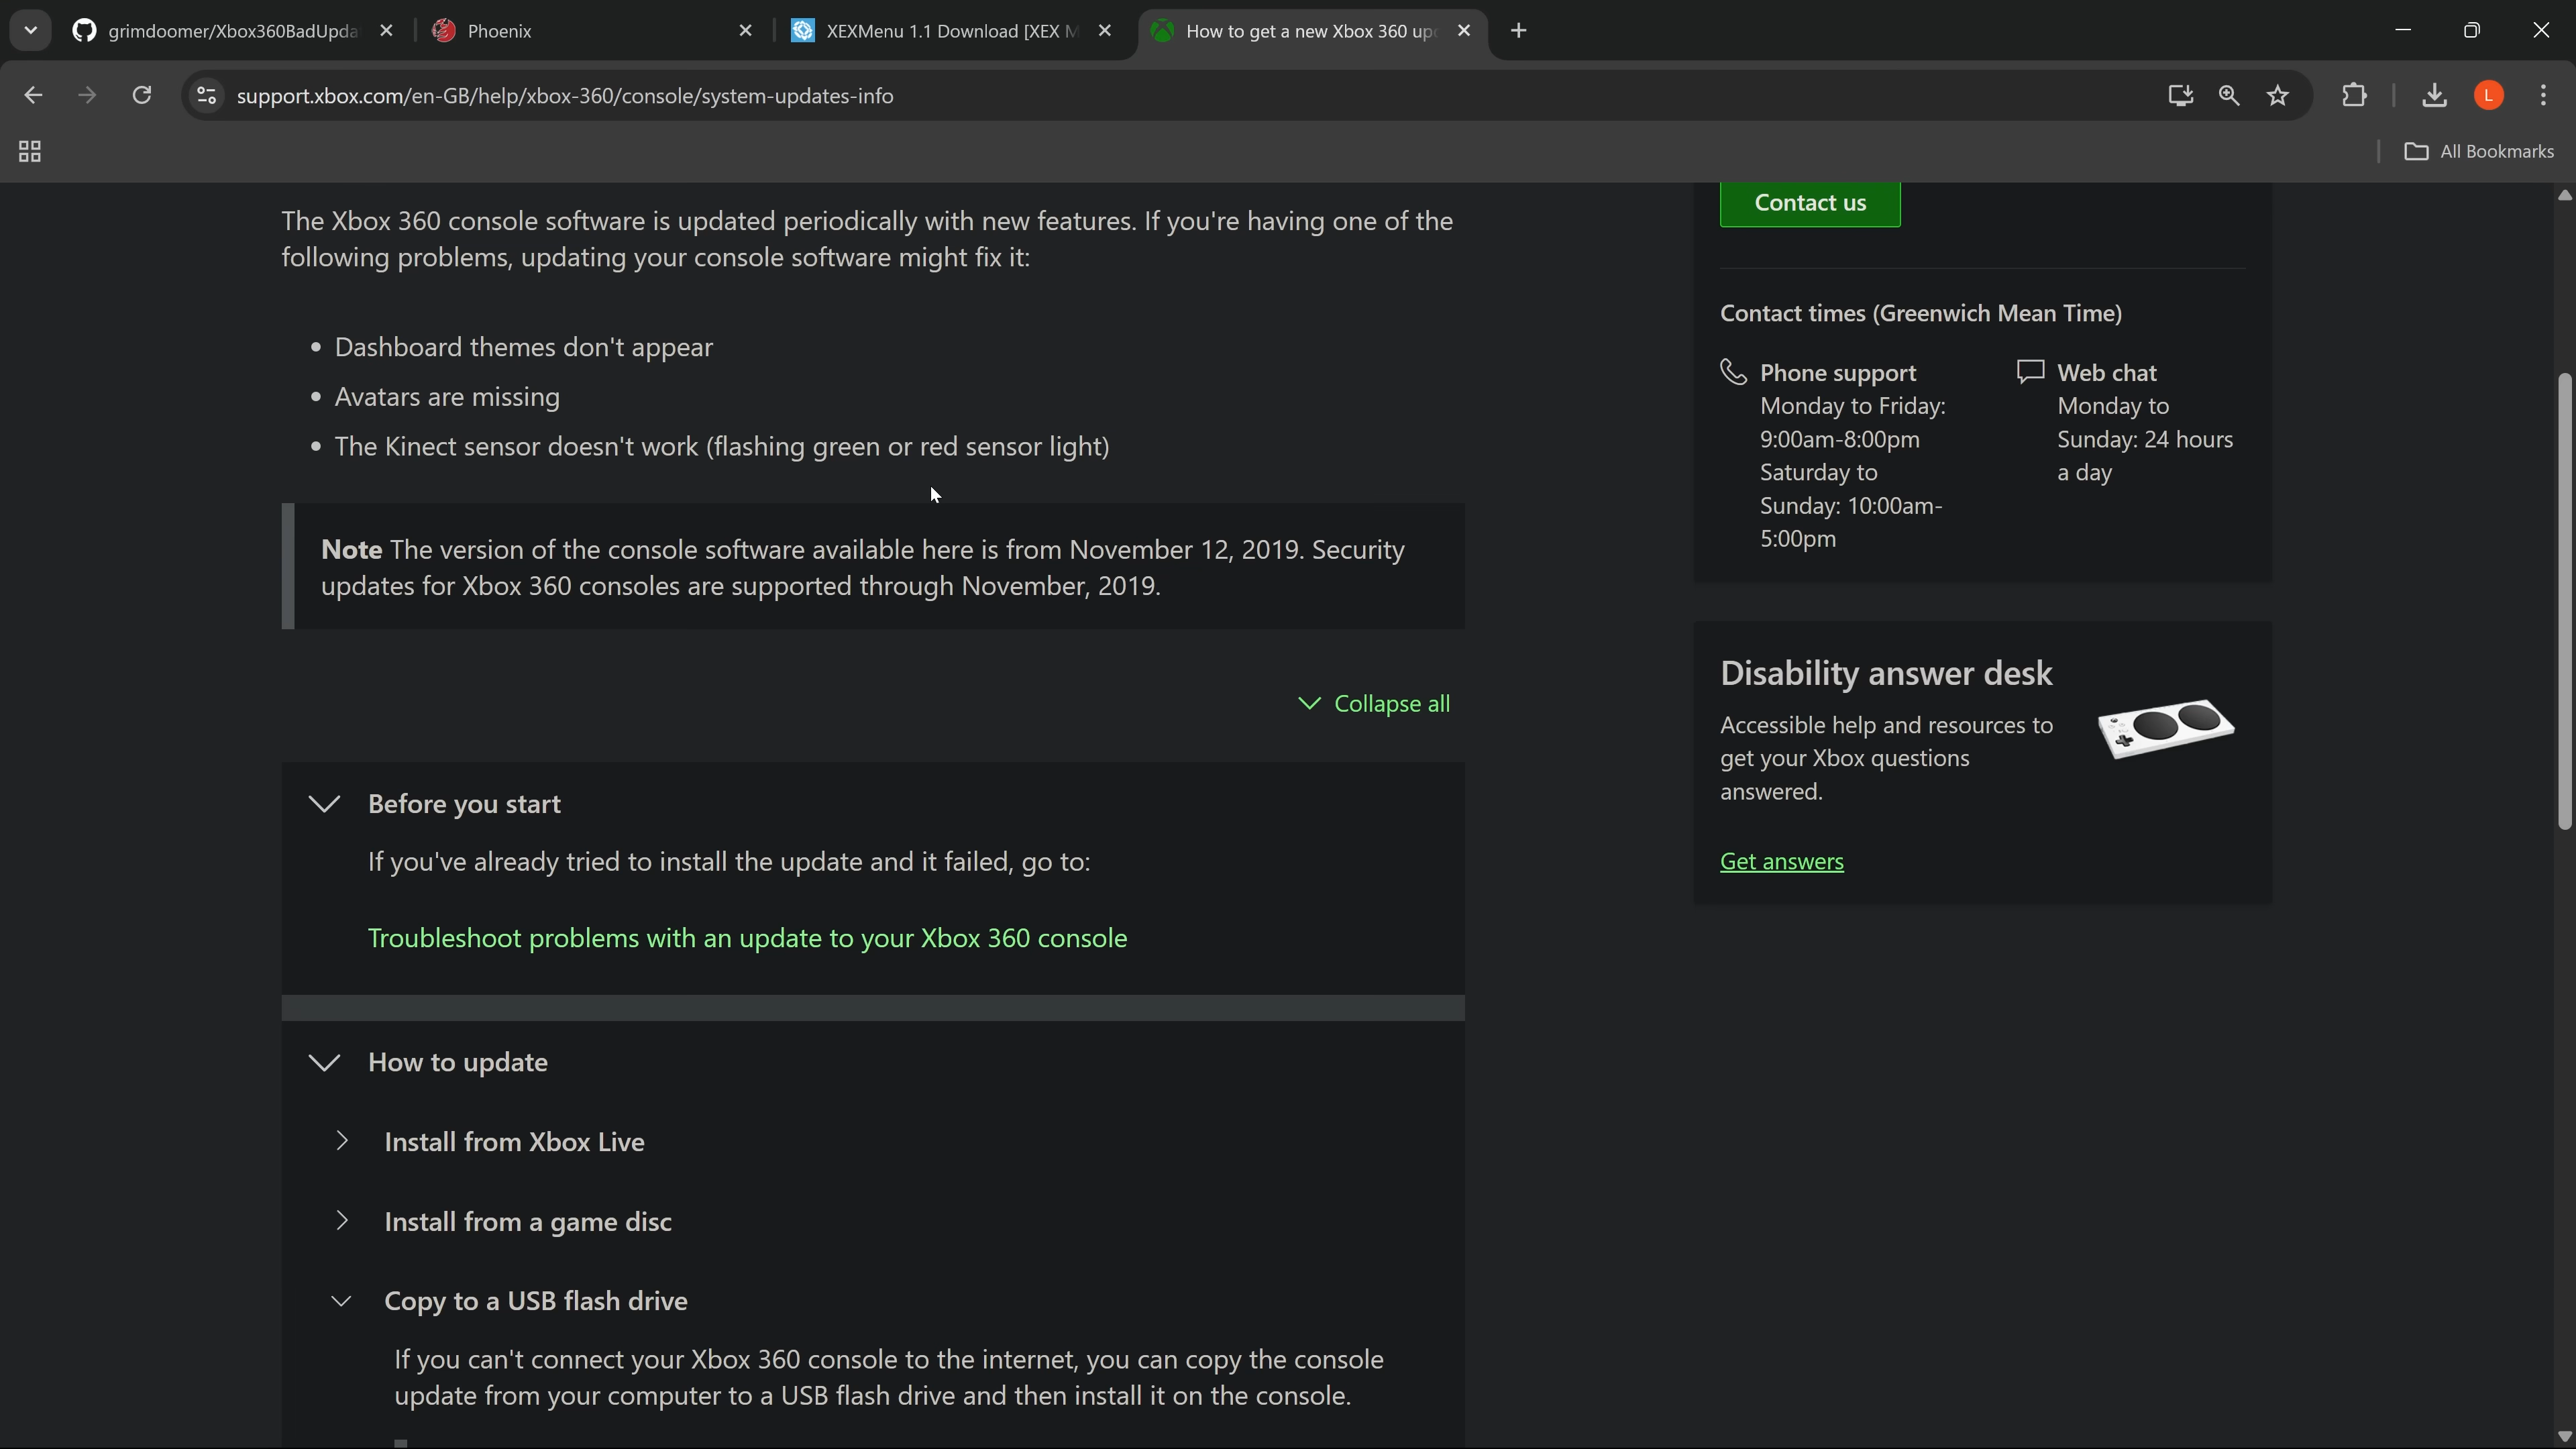 grimdoomer/Xbox360BadUpda
Phoenix
XEXMenu 1.1 Download [XEX M
How to get a new Xbox 360 upd
support.xbox.com/en-GB/help/xbox-360/console/system-updates-info
L
All Bookmarks
The Xbox 360 console software is updated periodically with new features. If you're having one of the
following problems, updating your console software might fix it:
• Dashboard themes don't appear
• Avatars are missing
• The Kinect sensor doesn't work (flashing green or red sensor light)
Note The version of the console software available here is from November 12, 2019. Security
updates for Xbox 360 consoles are supported through November, 2019.
Collapse all
Before you start
If you've already tried to install the update and it failed, go to:
Troubleshoot problems with an update to your Xbox 360 console
How to update
Install from Xbox Live
Install from a game disc
Copy to a USB flash drive
If you can't connect your Xbox 360 console to the internet, you can copy the console
update from your computer to a USB flash drive and then install it on the console.
Contact us
Contact times (Greenwich Mean Time)
Phone support
Monday to Friday:
9:00am-8:00pm
Saturday to
Sunday: 10:00am-
5:00pm
Web chat
Monday to
Sunday: 24 hours
a day
Disability answer desk
Accessible help and resources to
get your Xbox questions
answered.
Get answers